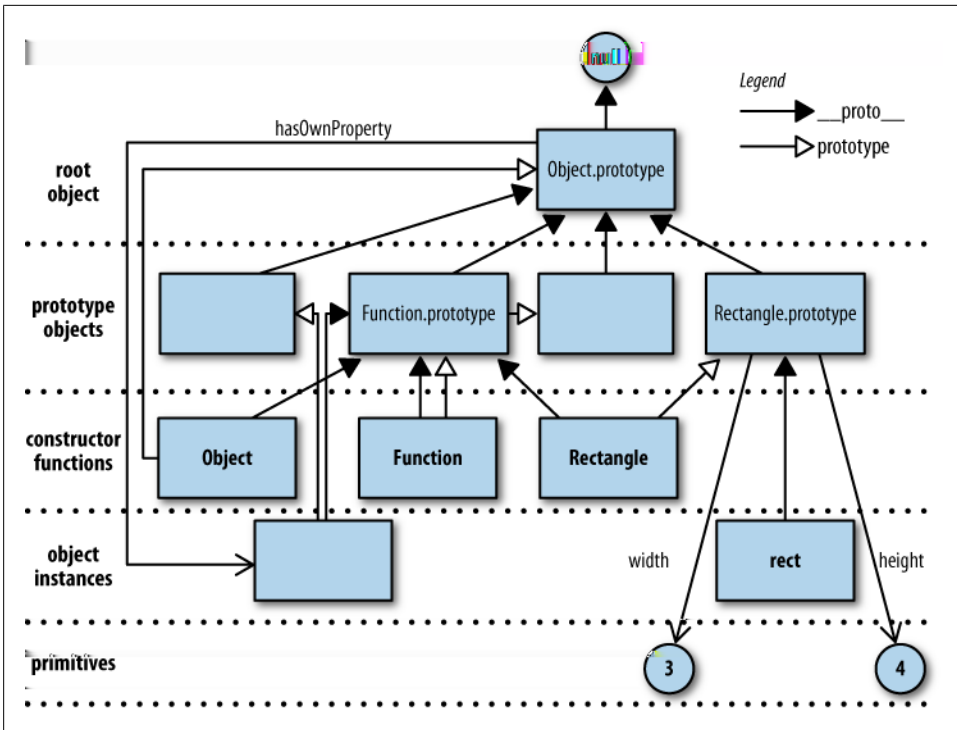 Legend
__proto__
prototype
hasOwnProperty
root
object
Object.prototype
prototype
objects
Function.prototype
Rectangle.prototype
constructor
functions
Object
Function
Rectangle
object
instances
width
rect
height
primitives
3
4